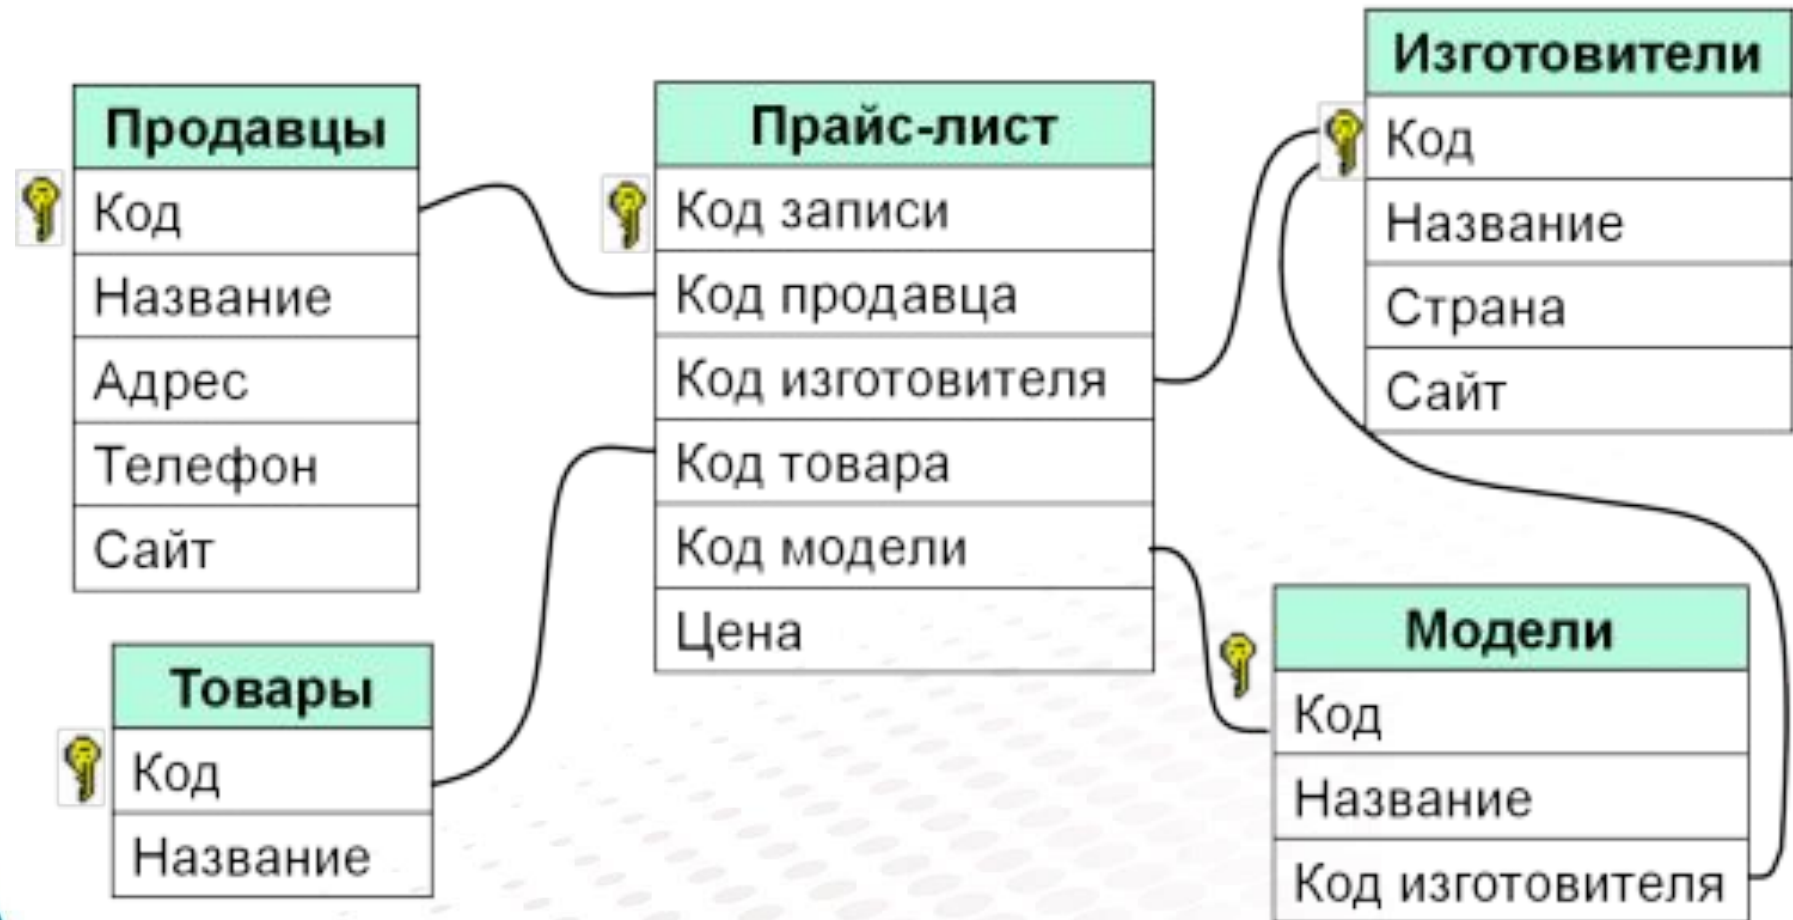 Продавцы
Код
Название
Адрес
Телефон
Сайт
Товары
Код
Название
Прайс-лист
Код записи
Код продавца
Код изготовителя
Код товара
Код модели
Цена
Изготовители
Код
Название
Страна
Сайт
Модели
Код
Название
Код изготовителя